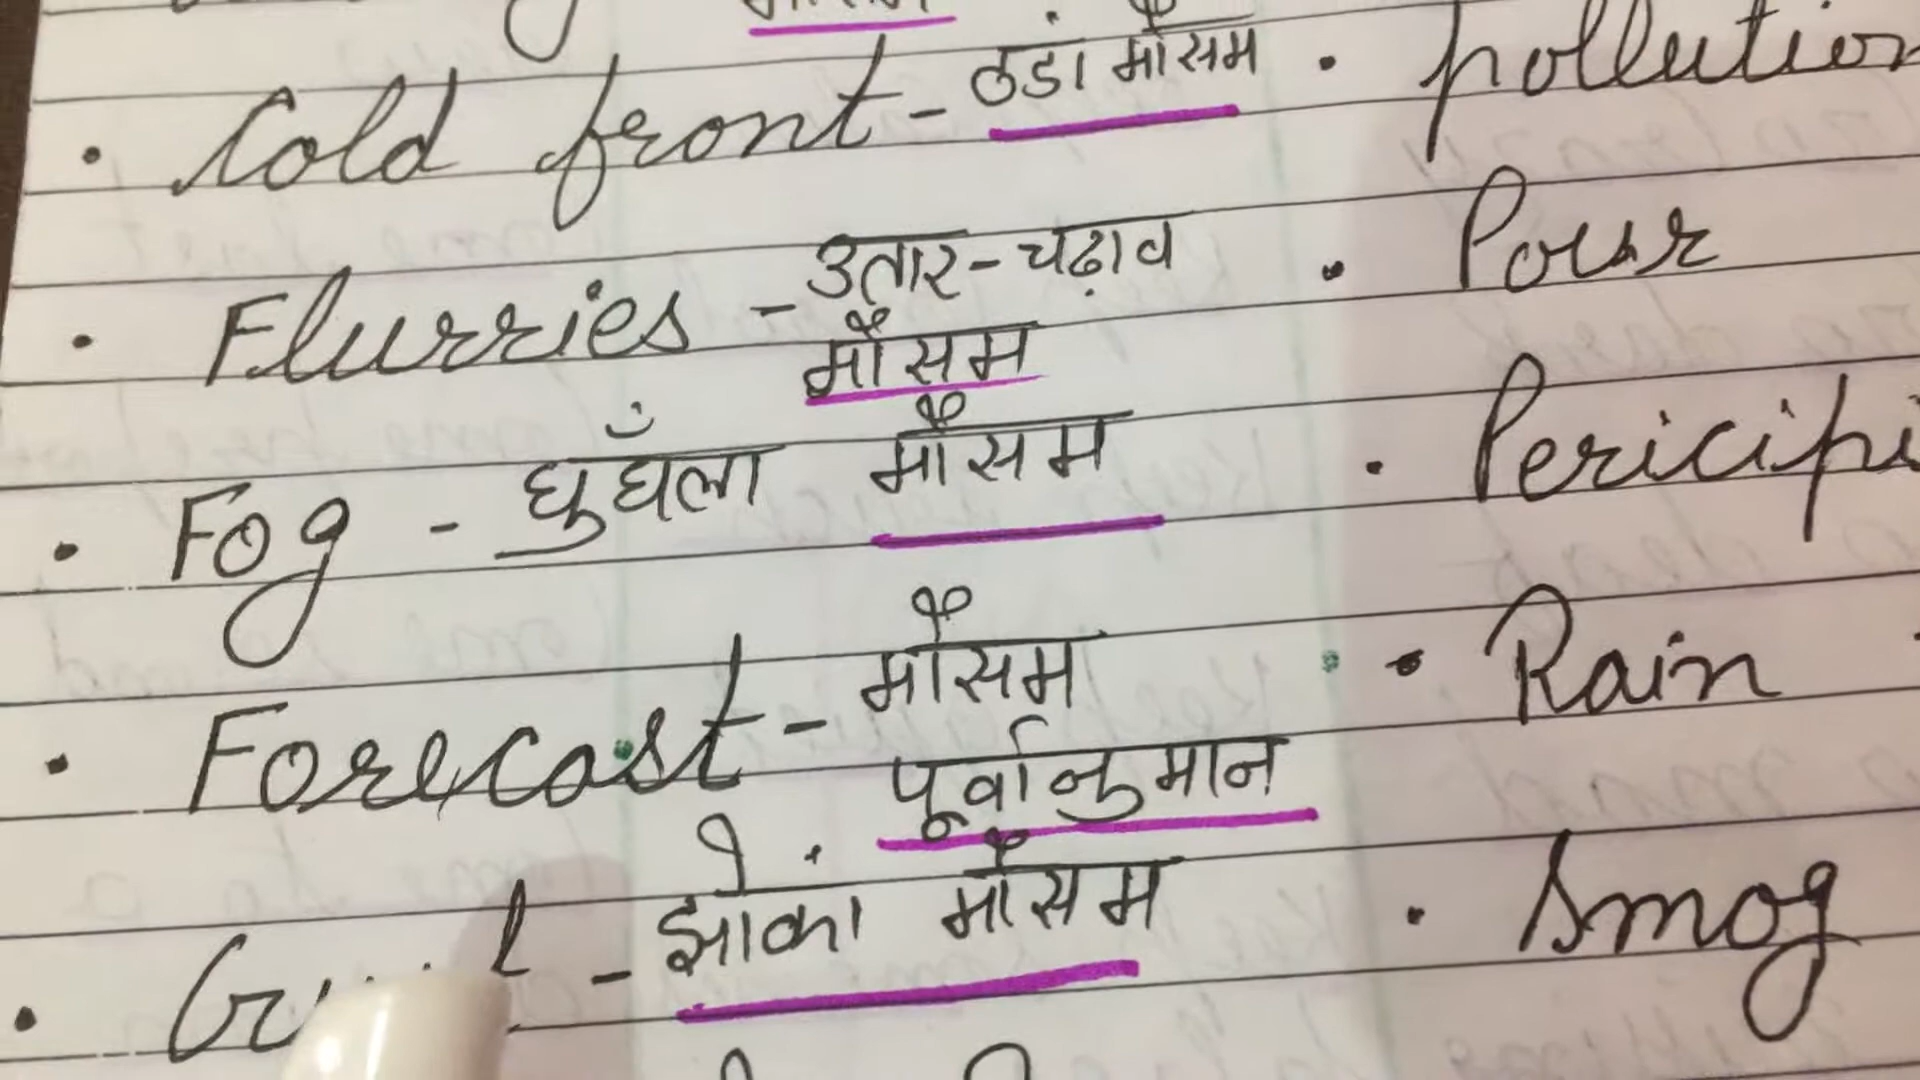 • Cold front - ठंडा मौसम
• Flurries - उतार-चढ़ाव
मौसम
• Fog - धुँधला मौसम
• Forecast - मौसम
पूर्वानुमान
• - झोंका मौसम
• pollution
• Pour
• Pericipi
• Rain
• Smog